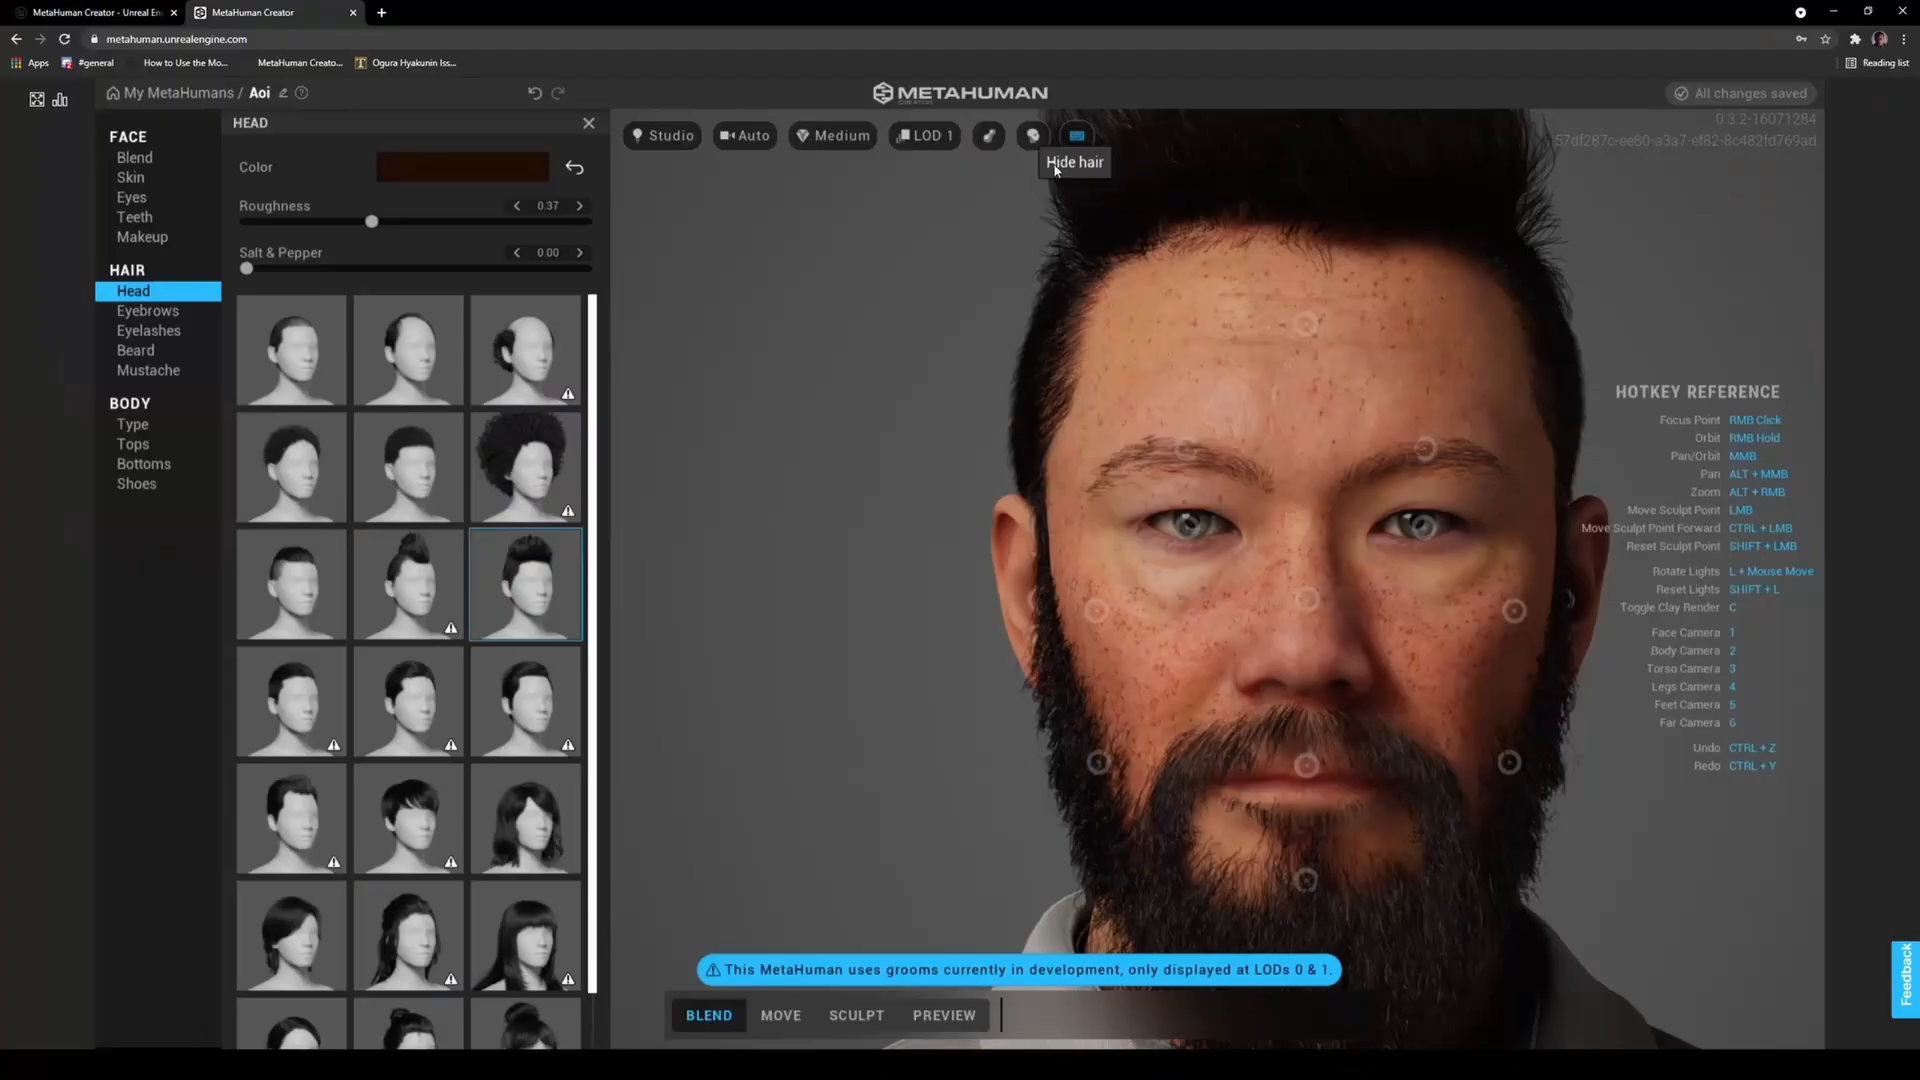 MetaHuman Creator - Unreal En
MetaHuman Creator
metahuman.unrealengine.com
Apps
#general
How to Use the Mo...
MetaHuman Creato...
Ogura Hyakunin Iss...
Reading list
My MetaHumans / Aoi
METAHUMAN
CREATOR
All changes saved
0.3.2-16071284
57df287c-ee80-a3a7-ef82-8c482fd769ad
FACE
Blend
Skin
Eyes
Teeth
Makeup
HAIR
Head
Eyebrows
Eyelashes
Beard
Mustache
BODY
Type
Tops
Bottoms
Shoes
HEAD
Color
Roughness
0.37
Salt & Pepper
0.00
Studio
Auto
Medium
LOD 1
Hide hair
HOTKEY REFERENCE
Focus Point RMB Click
Orbit RMB Hold
Pan/Orbit MMB
Pan ALT + MMB
Zoom ALT + RMB
Move Sculpt Point LMB
Move Sculpt Point Forward CTRL + LMB
Reset Sculpt Point SHIFT + LMB
Rotate Lights L + Mouse Move
Reset Lights SHIFT + L
Toggle Clay Render C
Face Camera 1
Body Camera 2
Torso Camera 3
Legs Camera 4
Feet Camera 5
Far Camera 6
Undo CTRL + Z
Redo CTRL + Y
This MetaHuman uses grooms currently in development, only displayed at LODs 0 & 1.
BLEND
MOVE
SCULPT
PREVIEW
Feedback